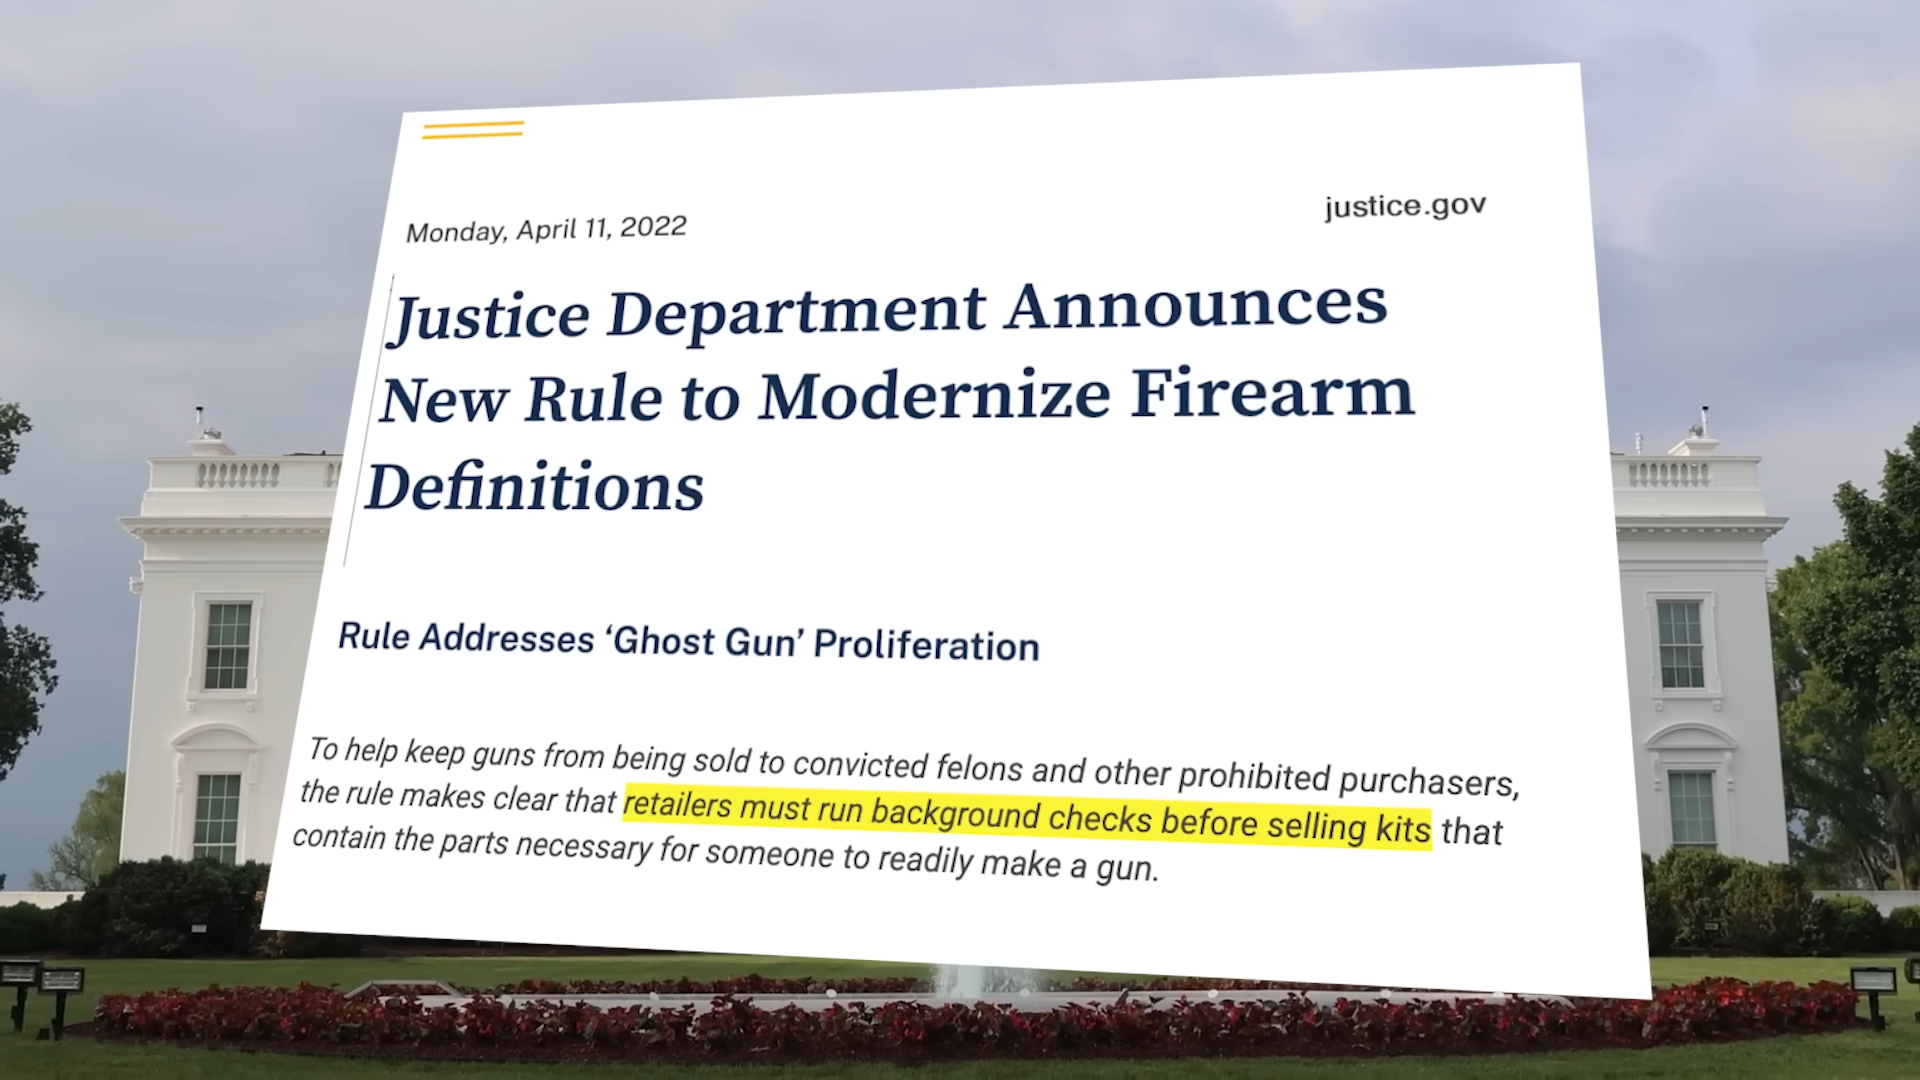 Monday, April 11, 2022
justice.gov
Justice Department Announces
New Rule to Modernize Firearm
Definitions
Rule Addresses ‘Ghost Gun’ Proliferation
To help keep guns from being sold to convicted felons and other prohibited purchasers,
the rule makes clear that retailers must run background checks before selling kits that
contain the parts necessary for someone to readily make a gun.